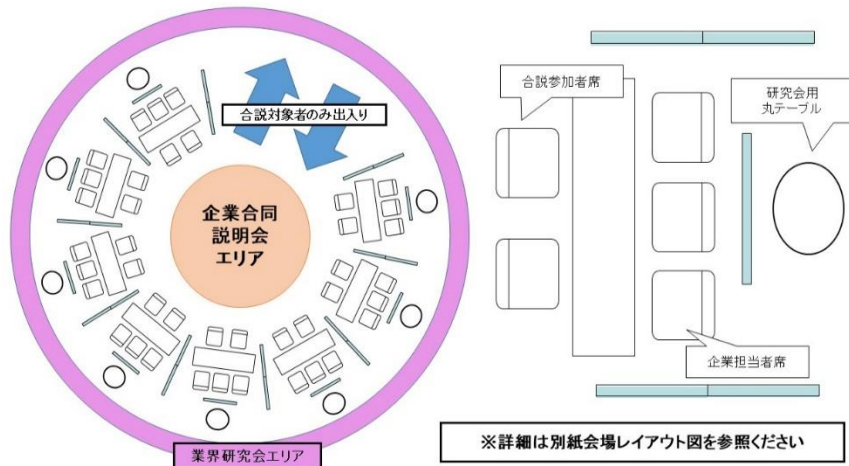 合説対象者のみ出入り
企業合同
説明会
エリア
業界研究会エリア
合説参加者席
研究会用
丸テーブル
企業担当者席
※詳細は別紙会場レイアウト図を参照ください